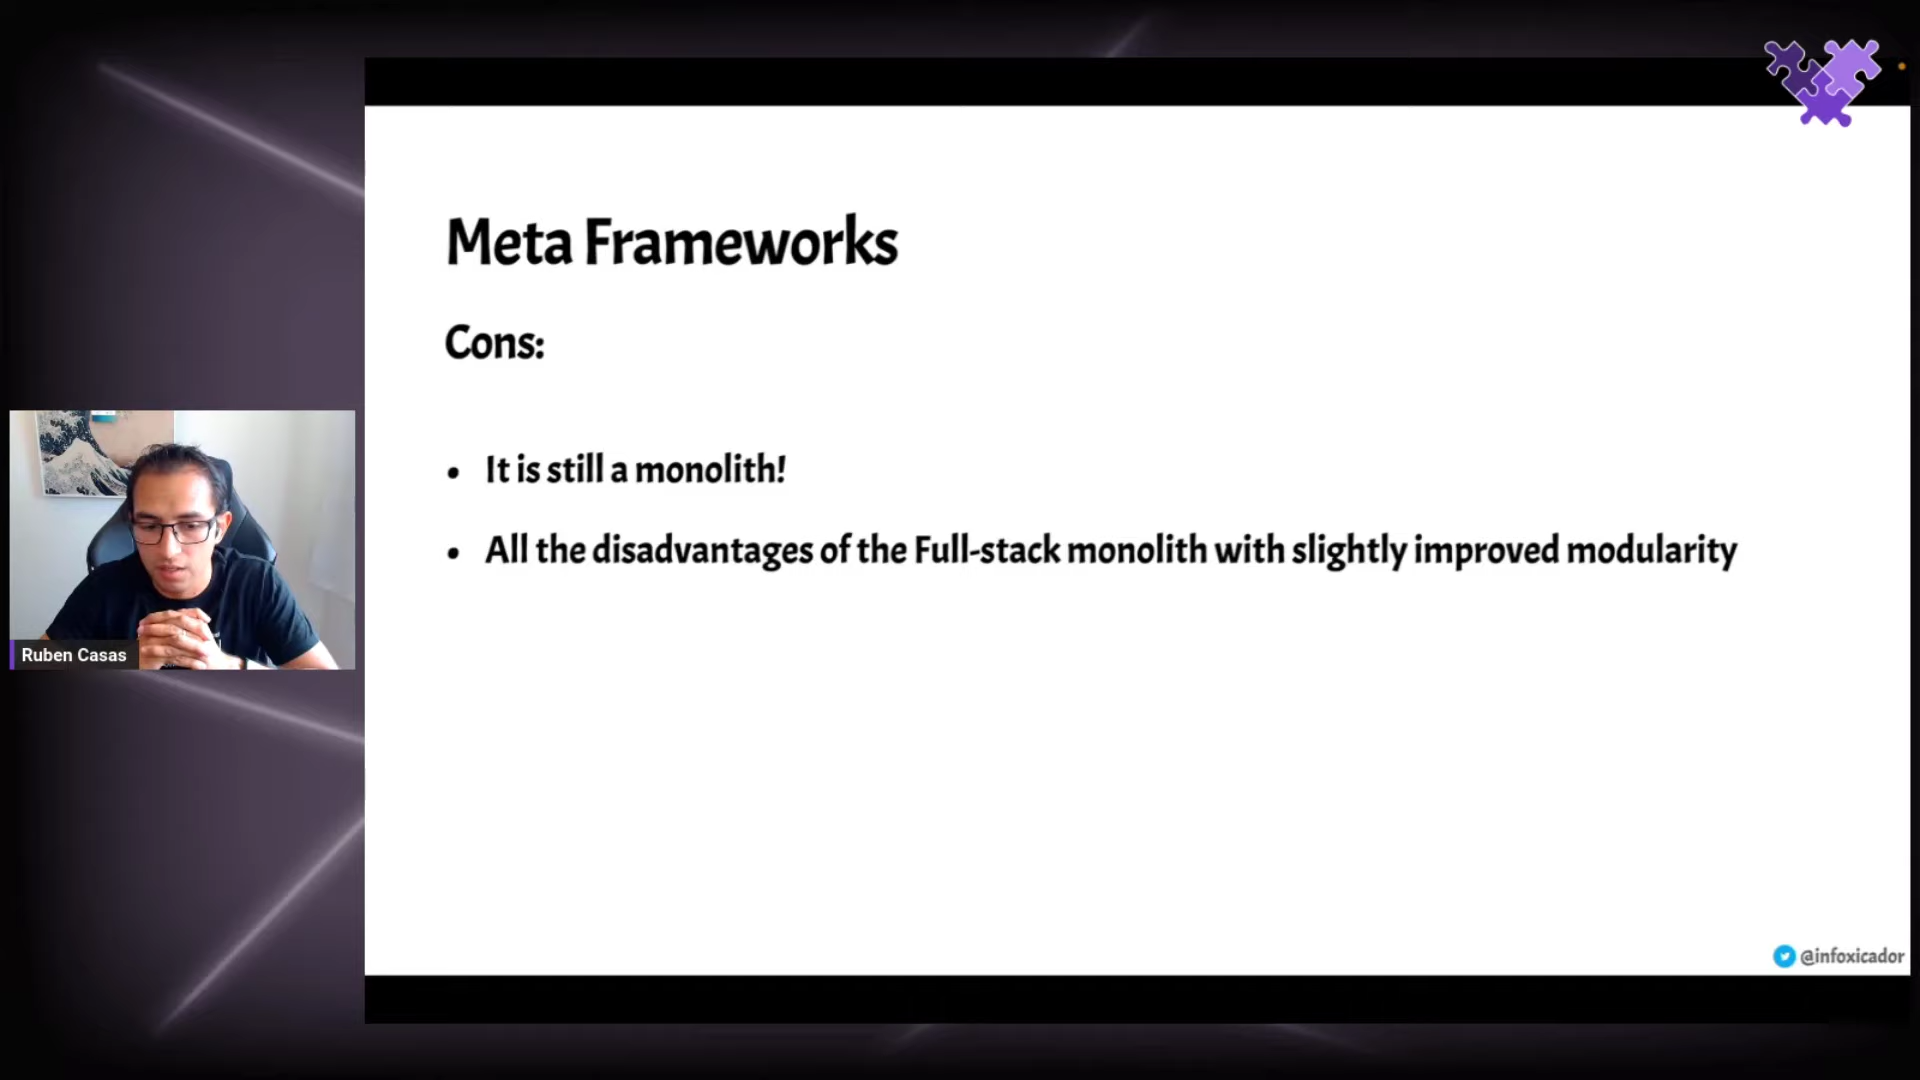 Meta Frameworks
Cons:
• It is still a monolith!
• All the disadvantages of the Full-stack monolith with slightly improved modularity
Ruben Casas
@infoxicador